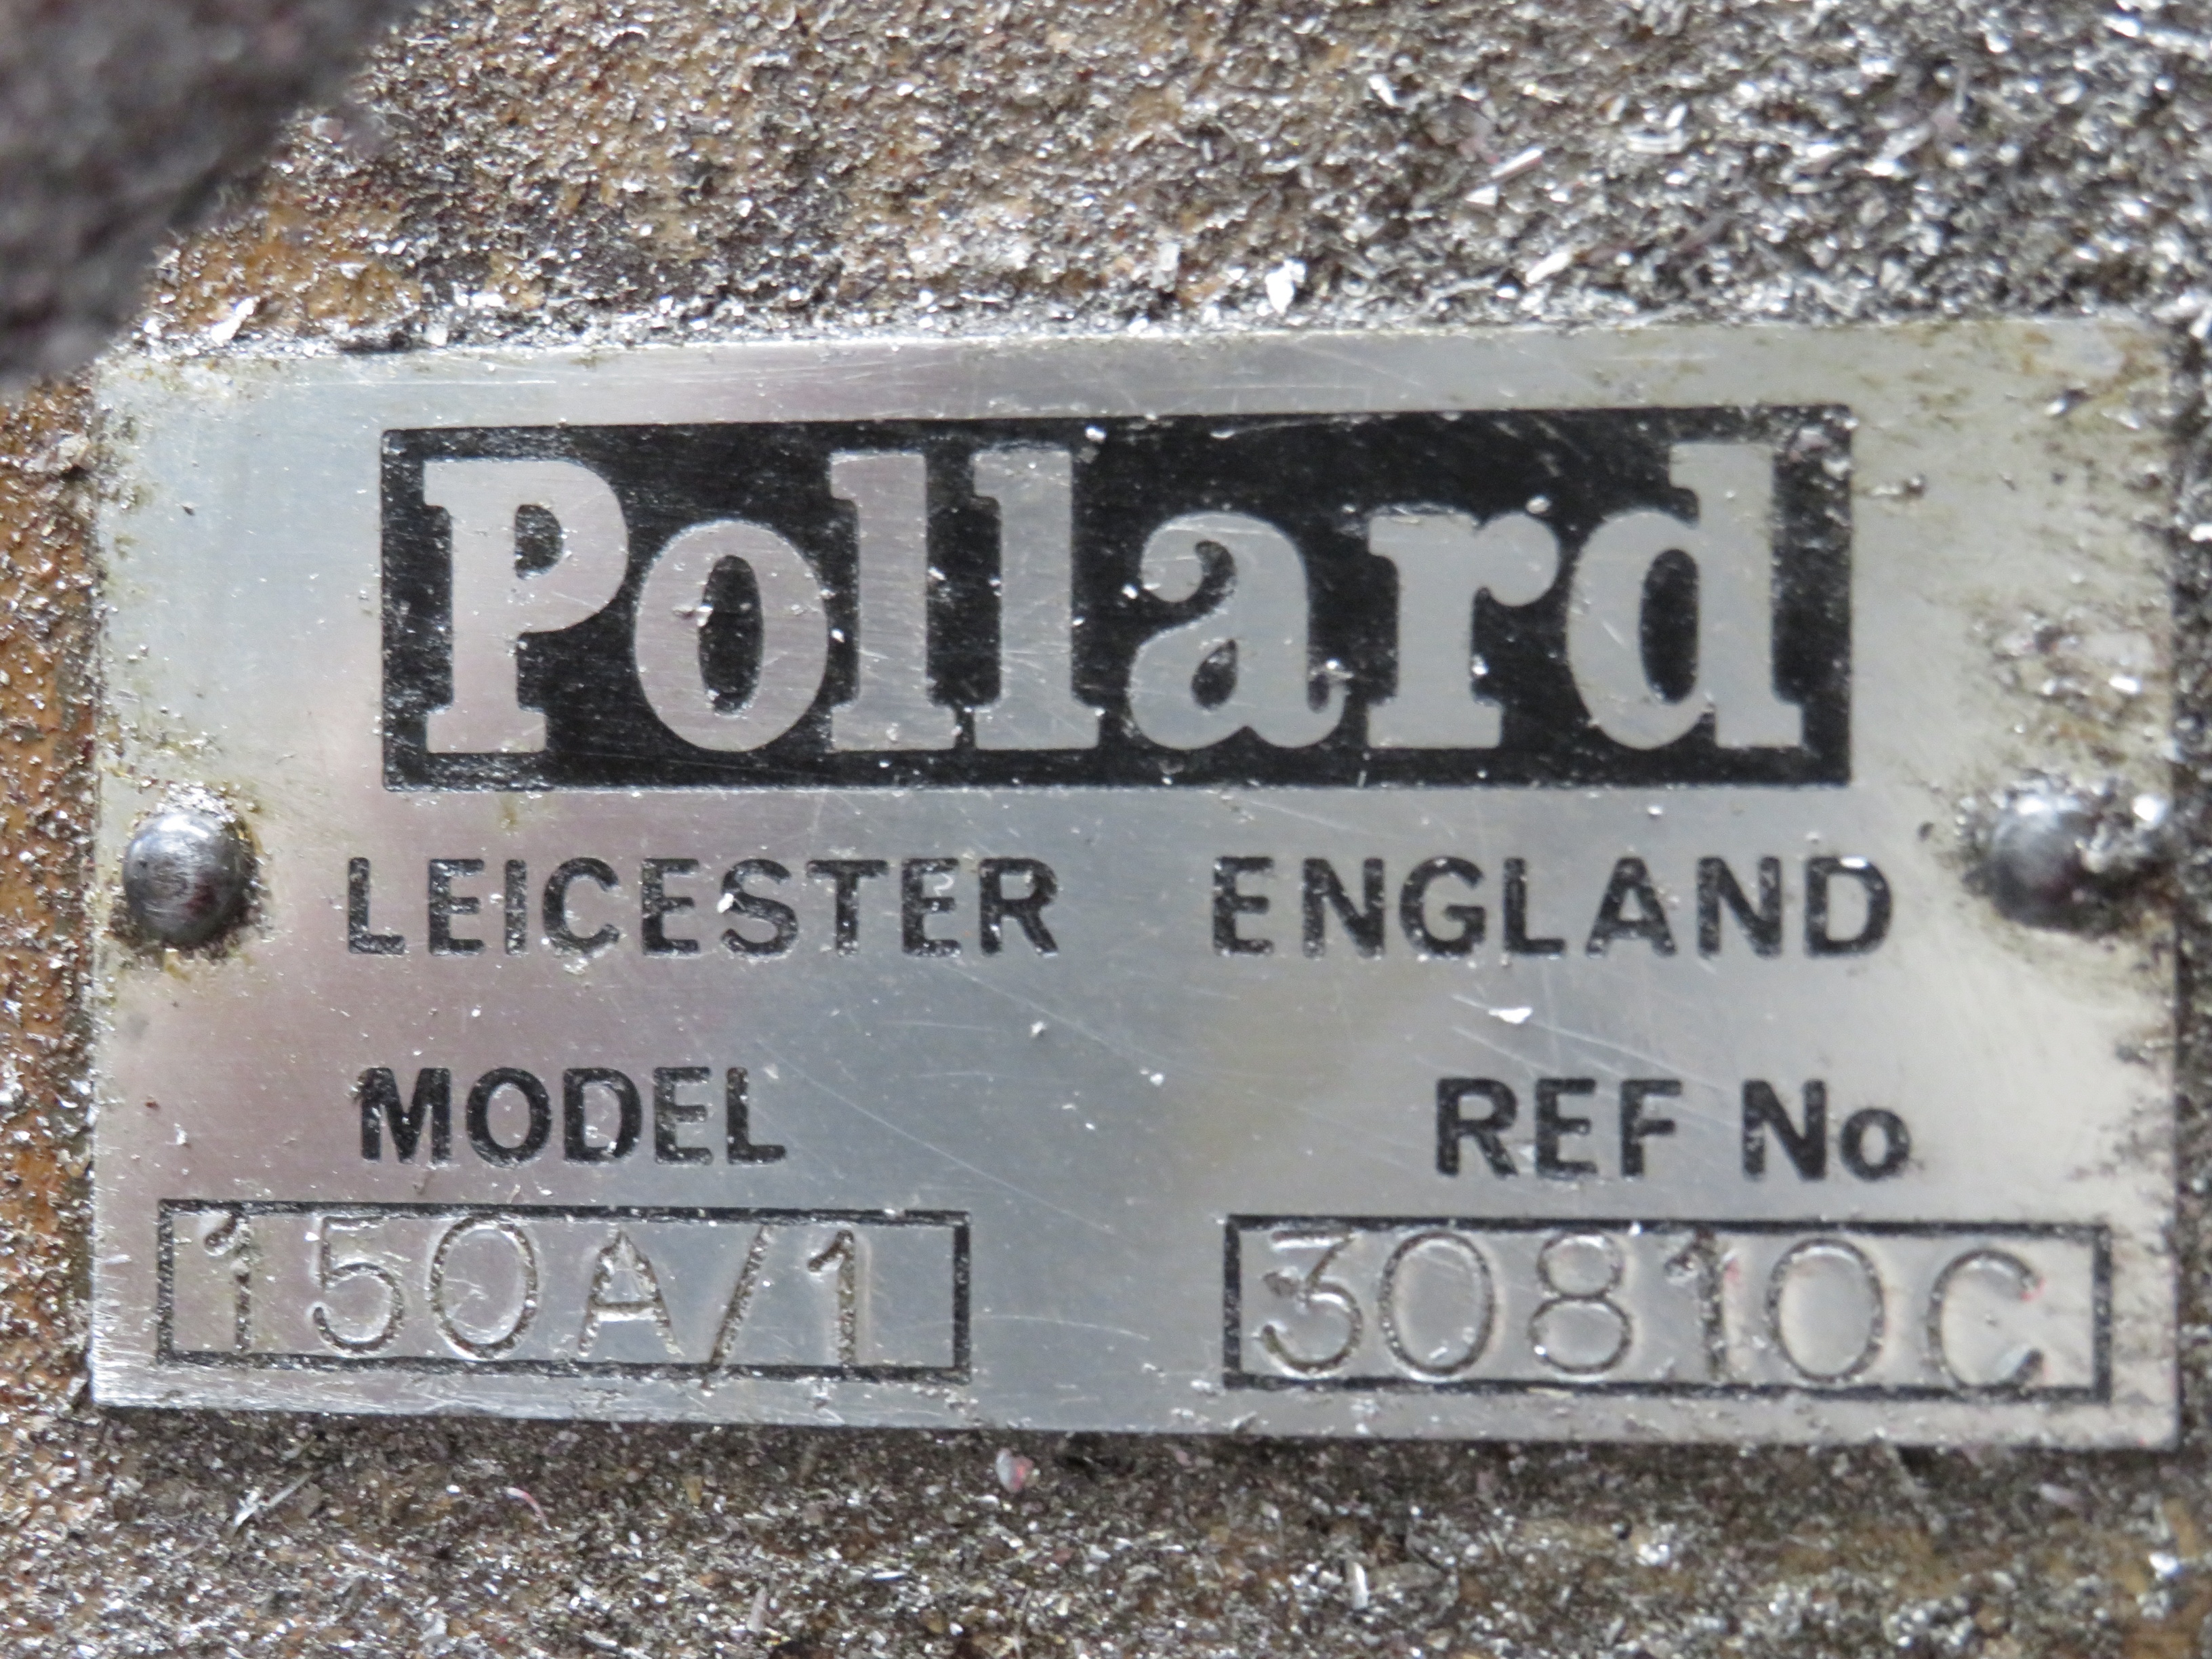 Pollard
LEICESTER ENGLAND
MODEL REF No
150A/1 30810C